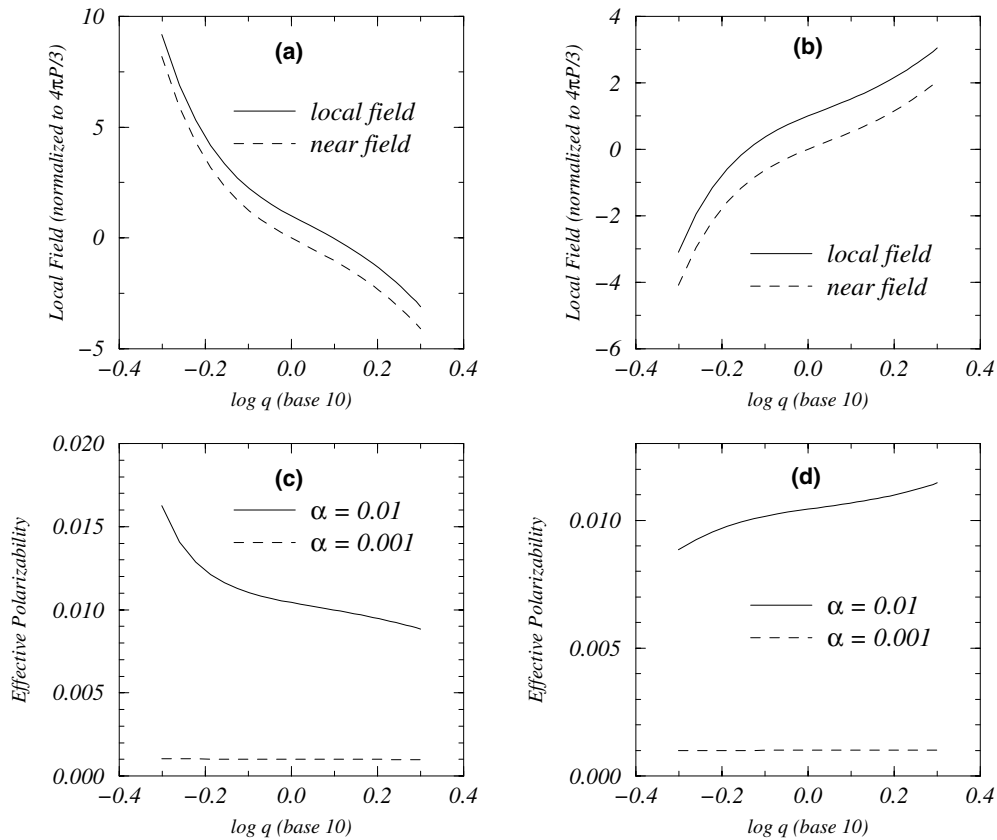 (a)
Local Field (normalized to 4πP/3)
10
5
0
−5
local field
near field
−0.4 −0.2 0.0 0.2 0.4
log q (base 10)
(b)
Local Field (normalized to 4πP/3)
4
2
0
−2
−4
−6
local field
near field
−0.4 −0.2 0.0 0.2 0.4
log q (base 10)
(c)
Effective Polarizability
0.020
0.015
0.010
0.005
0.000
α = 0.01
α = 0.001
−0.4 −0.2 0.0 0.2 0.4
log q (base 10)
(d)
Effective Polarizability
0.010
0.005
0.000
α = 0.01
α = 0.001
−0.4 −0.2 0.0 0.2 0.4
log q (base 10)